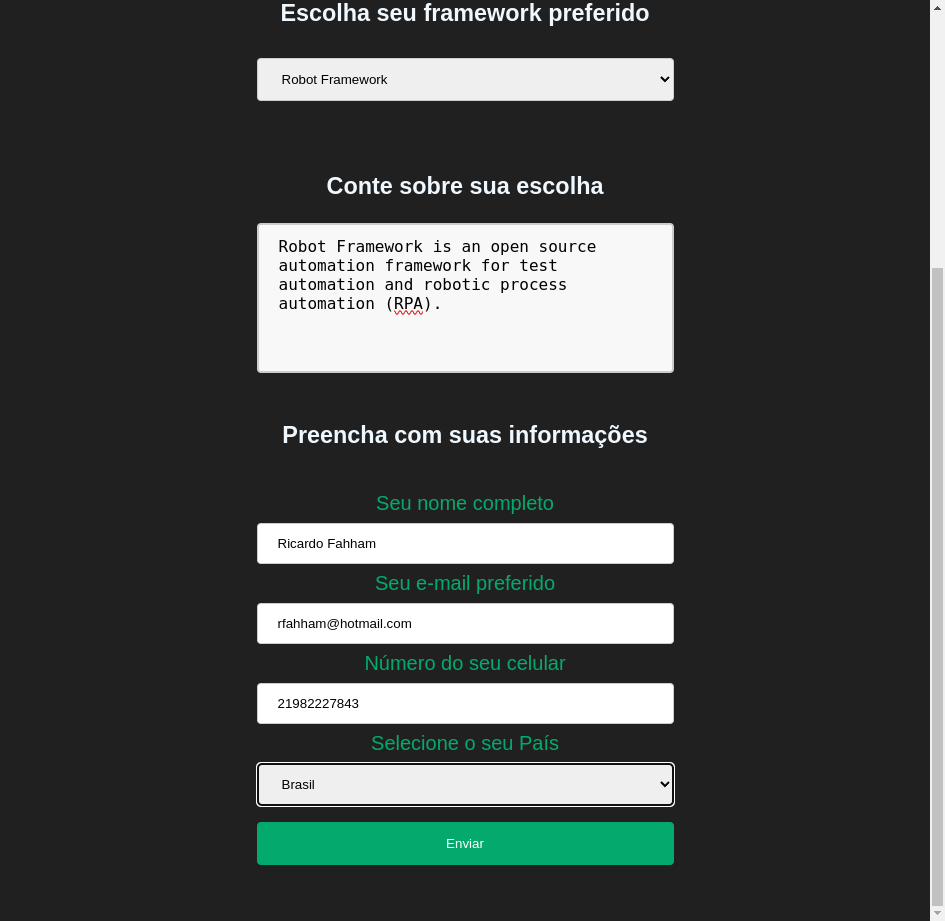 Escolha seu framework preferido
Robot Framework
Conte sobre sua escolha
Robot Framework is an open source
automation framework for test
automation and robotic process
automation (RPA).
Preencha com suas informações
Seu nome completo
Ricardo Fahham
Seu e-mail preferido
rfahham@hotmail.com
Número do seu celular
21982227843
Selecione o seu País
Brasil
Enviar